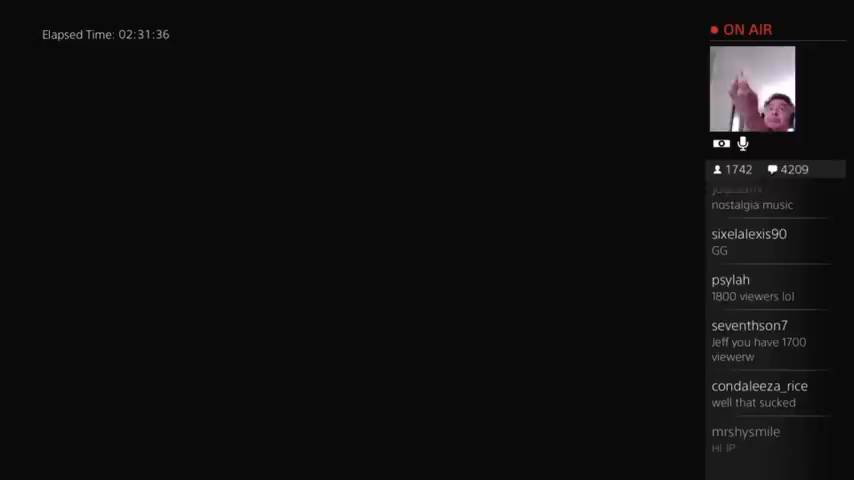 Elapsed Time: 02:31:36
ON AIR
1742 4209
nostalgia music
sixelalexis90
GG
psylah
1800 viewers lol
seventhson7
Jeff you have 1700
viewerw
condaleeza_rice
well that sucked
mrshysmile
HI JP